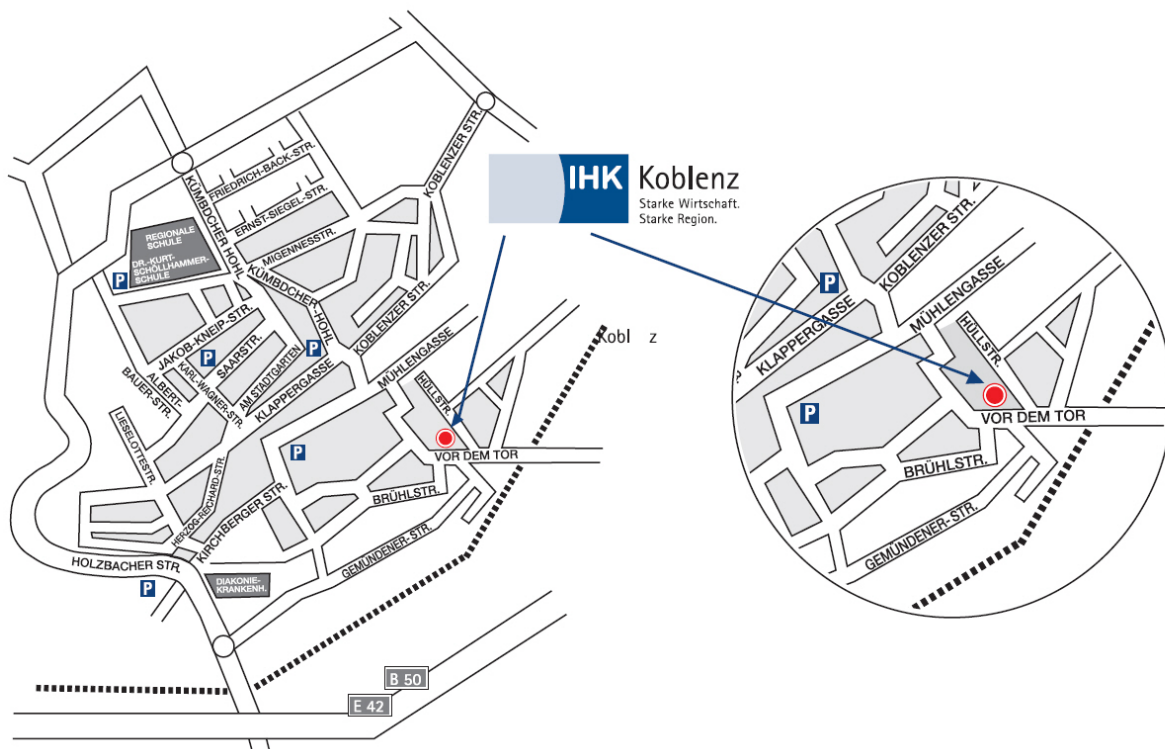 KOBLENZER STR.
FRIEDRICH-BACK-STR.
KÜMBDCHER HOHL
ERNST-SIEGEL-STR.
MIGENNESSTR.
REGIONALE
SCHULE
DR.-KURT-
SCHÖLLHAMMER-
SCHULE
P
KÜMBDCHER-HOHL
KOBLENZER STR.
JAKOB-KNEIP-STR.
P
SAARSTR.
P
KARL-WAGNER-STR.
AM STADTGARTEN
ALBERT-
BAUER-STR.
KLAPPERGASSE
MÜHLENGASSE
HÜLLSTR.
LIESELOTTESTR.
P
VOR DEM TOR
BRÜHLSTR.
HERZOG-REICHARD-STR.
KIRCHBERGER STR.
GEMÜNDENER-STR.
HOLZBACHER STR.
P
DIAKONIE-
KRANKENH.
B 50
E 42
IHK Koblenz
Starke Wirtschaft.
Starke Region.
Kobl z
KOBLENZER STR.
P
MÜHLENGASSE
KLAPPERGASSE
HÜLLSTR.
P
P
VOR DEM TOR
BRÜHLSTR.
GEMÜNDENER-STR.